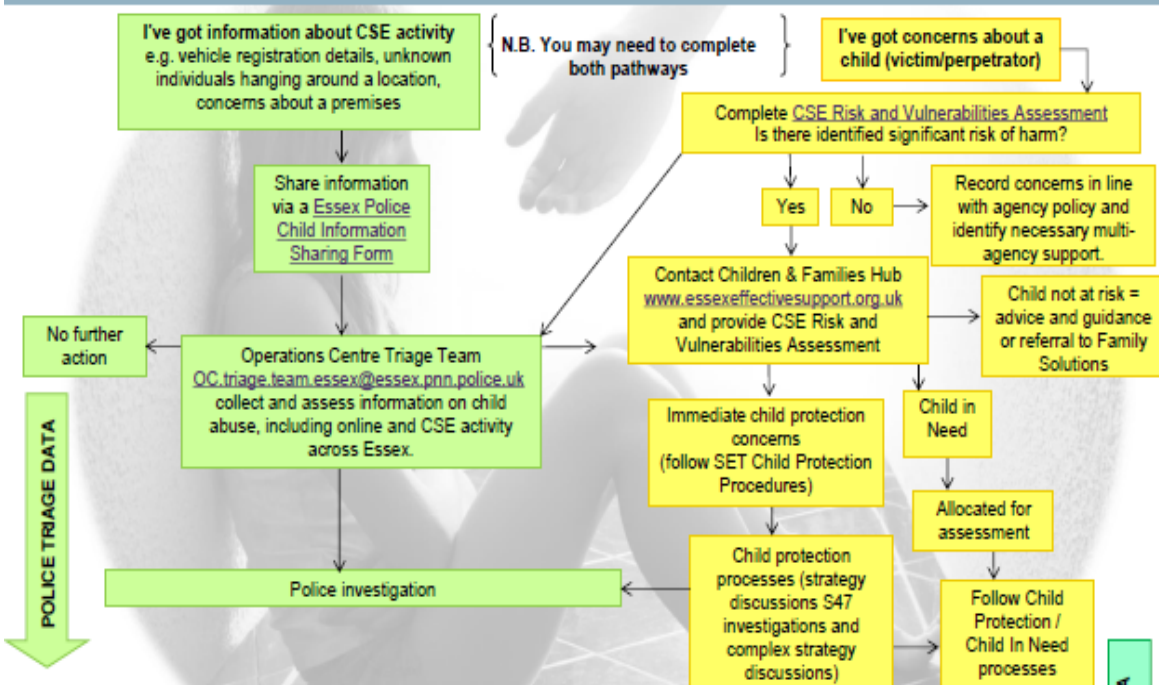 I've got information about CSE activity
e.g. vehicle registration details, unknown
individuals hanging around a location,
concerns about a premises
N.B. You may need to complete
both pathways
I've got concerns about a
child (victim/perpetrator)
Complete CSE Risk and Vulnerabilities Assessment
Is there identified significant risk of harm?
Share information
via a Essex Police
Child Information
Sharing Form
Yes
No
Record concerns in line
with agency policy and
identify necessary multi-
agency support.
Contact Children & Families Hub
www.essexeffectivesupport.org.uk
and provide CSE Risk and
Vulnerabilities Assessment
Child not at risk =
advice and guidance
or referral to Family
Solutions
No further
action
Operations Centre Triage Team
OC.triage.team.essex@essex.pnn.police.uk
collect and assess information on child
abuse, including online and CSE activity
across Essex.
Immediate child protection
concerns
(follow SET Child Protection
Procedures)
Child in
Need
Allocated for
assessment
POLICE TRIAGE DATA
Police investigation
Child protection
processes (strategy
discussions S47
investigations and
complex strategy
discussions)
Follow Child
Protection /
Child In Need
processes